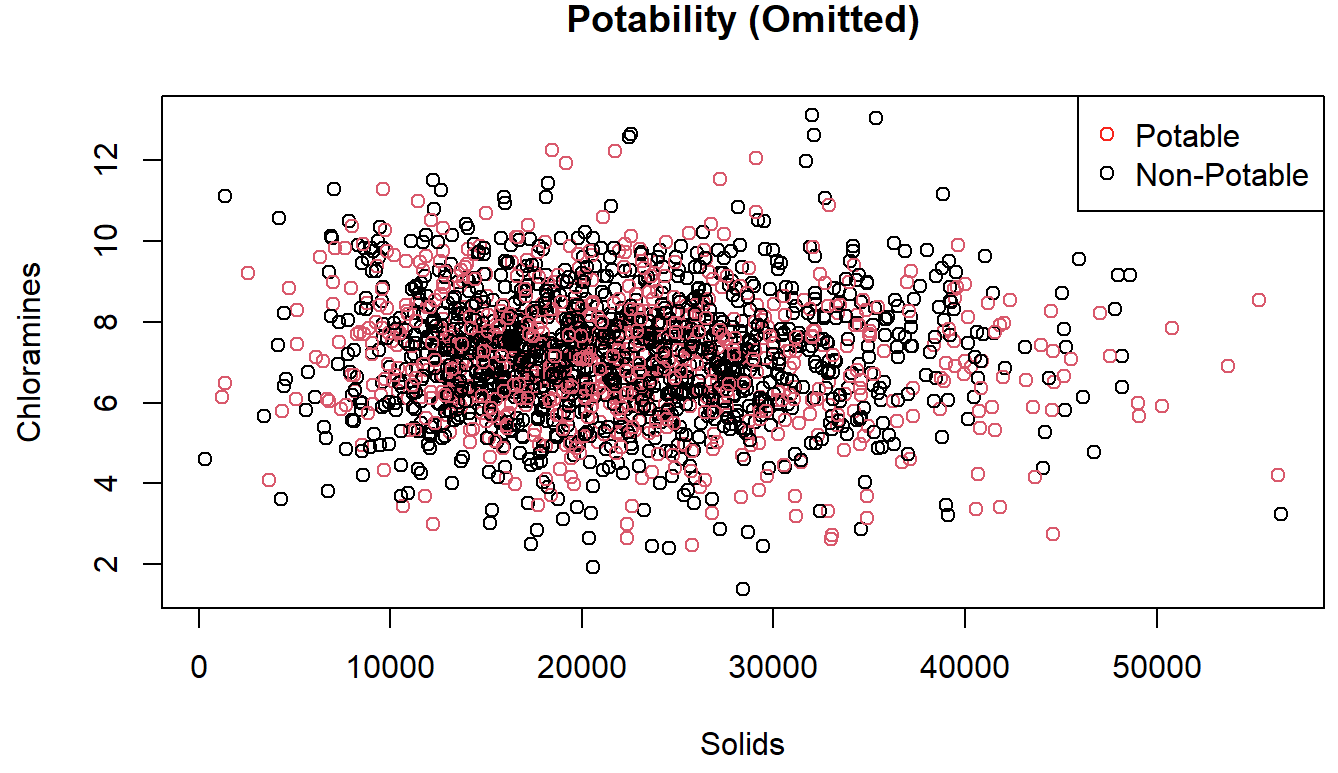 Potability (Omitted)
Potable
Non-Potable
Chloramines
12
10
8
6
4
2
0 10000 20000 30000 40000 50000
Solids